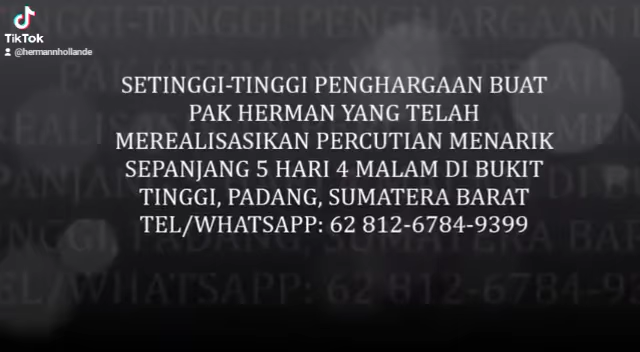 TikTok
@hermannhollande
SETINGGI-TINGGI PENGHARGAAN BUAT
PAK HERMAN YANG TELAH
MEREALISASIKAN PERCUTIAN MENARIK
SEPANJANG 5 HARI 4 MALAM DI BUKIT
TINGGI, PADANG, SUMATERA BARAT
TEL/WHATSAPP: 62 812-6784-9399